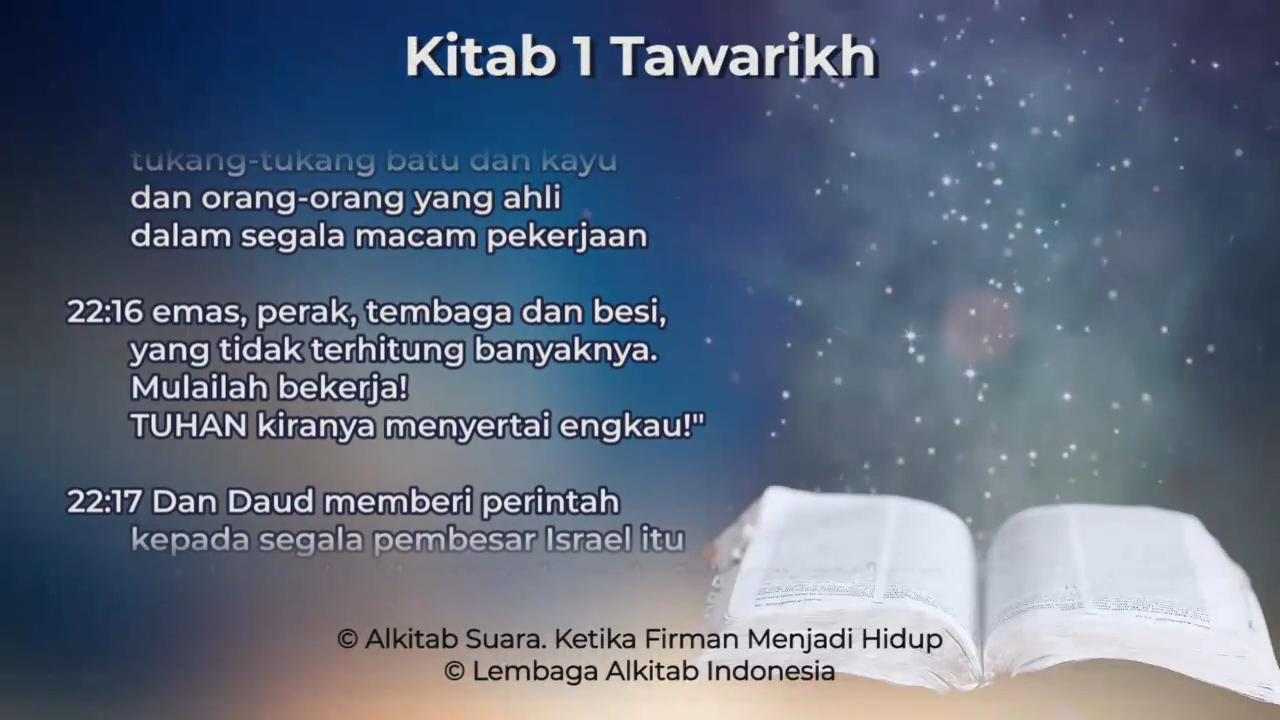 Kitab 1 Tawarikh
tukang-tukang batu dan kayu
dan orang-orang yang ahli
dalam segala macam pekerjaan
22:16 emas, perak, tembaga dan besi,
yang tidak terhitung banyaknya.
Mulailah bekerja!
TUHAN kiranya menyertai engkau!"
22:17 Dan Daud memberi perintah
kepada segala pembesar Israel itu
© Alkitab Suara. Ketika Firman Menjadi Hidup
© Lembaga Alkitab Indonesia